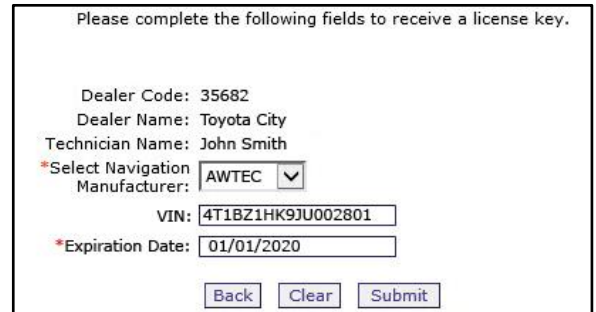 Please complete the following fields to receive a license key.
Dealer Code: 35682
Dealer Name: Toyota City
Technician Name: John Smith
*Select Navigation
Manufacturer: AWTEC
VIN: 4T1BZ1HK9JU002801
*Expiration Date: 01/01/2020
Back Clear Submit